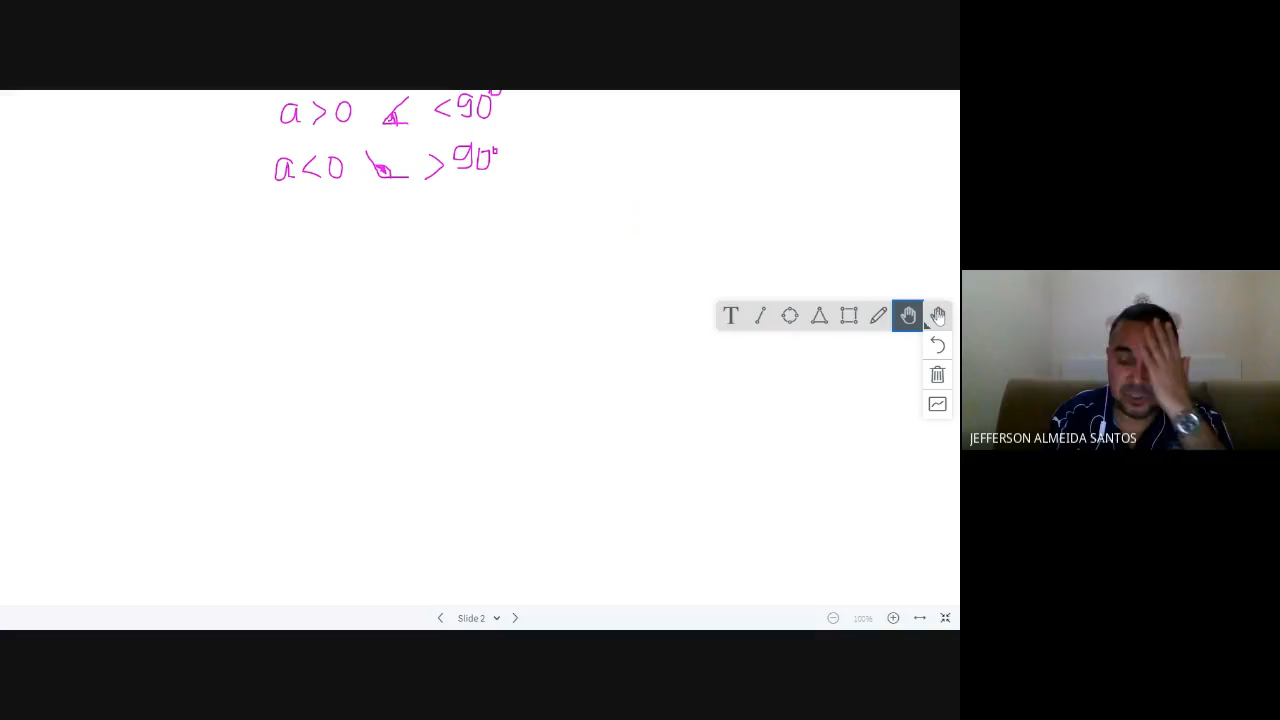 a > 0 ∡ < 90°
a < 0 > 90°
T
JEFFERSON ALMEIDA SANTOS
Slide 2
100%